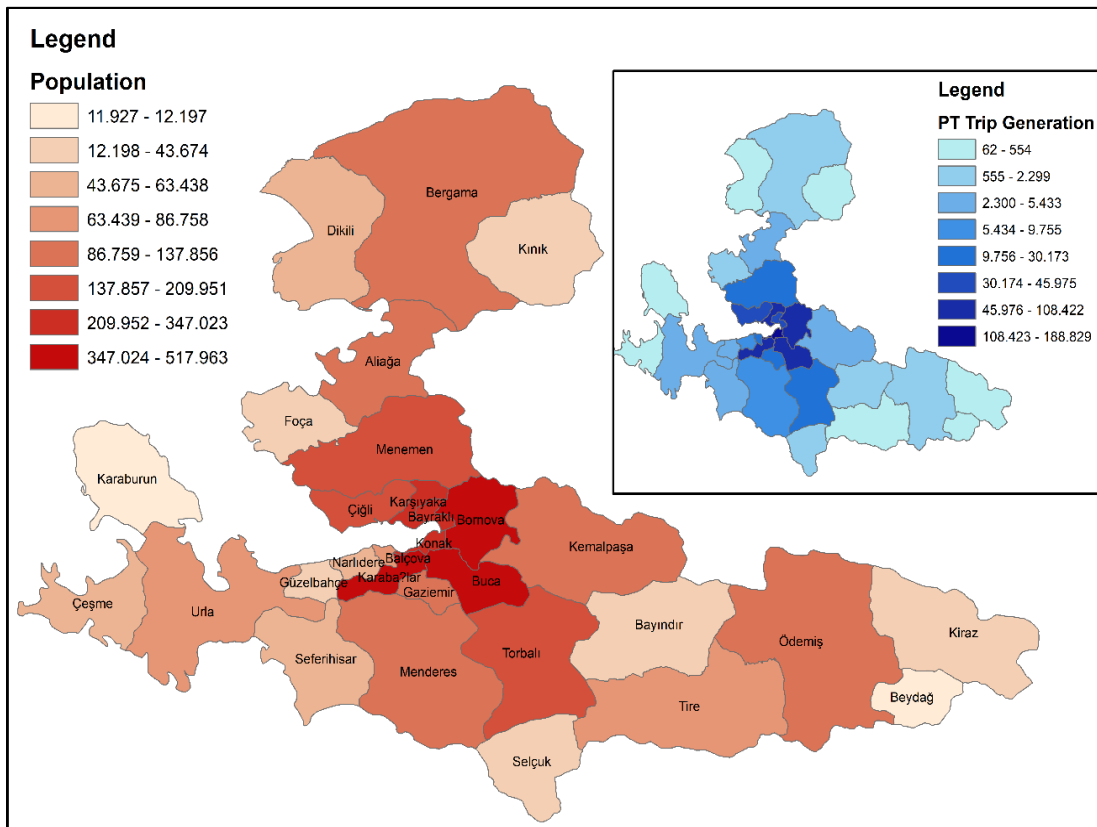 Legend
Population
11.927 - 12.197
12.198 - 43.674
43.675 - 63.438
63.439 - 86.758
86.759 - 137.856
137.857 - 209.951
209.952 - 347.023
347.024 - 517.963
Legend
PT Trip Generation
62 - 554
555 - 2.299
2.300 - 5.433
5.434 - 9.755
9.756 - 30.173
30.174 - 45.975
45.976 - 108.422
108.423 - 188.829
Bergama
Dikili
Kınık
Aliağa
Foça
Menemen
Karaburun
Karşıyaka
Çiğli
Bayraklı
Bornova
Konak
Kemalpaşa
Narlıdere
Balçova
Güzelbahçe
Karaba?lar
Buca
Gaziemir
Çeşme
Urla
Bayındır
Kiraz
Ödemiş
Seferihisar
Torbalı
Menderes
Beydağ
Tire
Selçuk